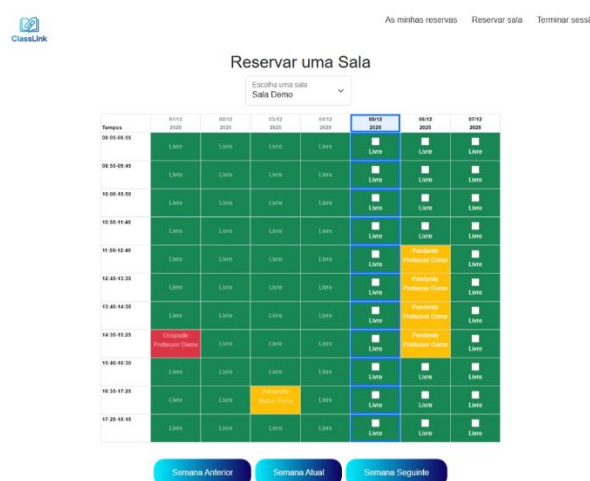 As minhas reservas Reservar sala Terminar sessã
ClassLink
Reservar uma Sala
Escolha uma sala
Sala Demo
Tempos 01/12 2025 02/12 2025 03/12 2025 04/12 2025 05/12 2025 06/12 2025 07/12 2025
08:05-08:55 Livre Livre Livre Livre Livre Livre Livre
08:55-09:45 Livre Livre Livre Livre Livre Livre Livre
10:00-10:50 Livre Livre Livre Livre Livre Livre Livre
10:55-11:45 Livre Livre Livre Livre Livre Livre Livre
11:50-12:40 Livre Livre Livre Livre Livre Pendente Professor Demo Livre
12:45-13:35 Livre Livre Livre Livre Livre Pendente Professor Demo Livre
13:40-14:30 Livre Livre Livre Livre Livre Pendente Professor Demo Livre
14:35-15:25 Ocupado Professor Demo Livre Livre Livre Livre Pendente Professor Demo Livre
15:40-16:30 Livre Livre Livre Livre Livre Livre Livre
16:35-17:25 Livre Livre Pendente Livre Livre Livre Livre
17:25-18:15 Livre Livre Livre Livre Livre Livre Livre
Semana Anterior Semana Atual Semana Seguinte